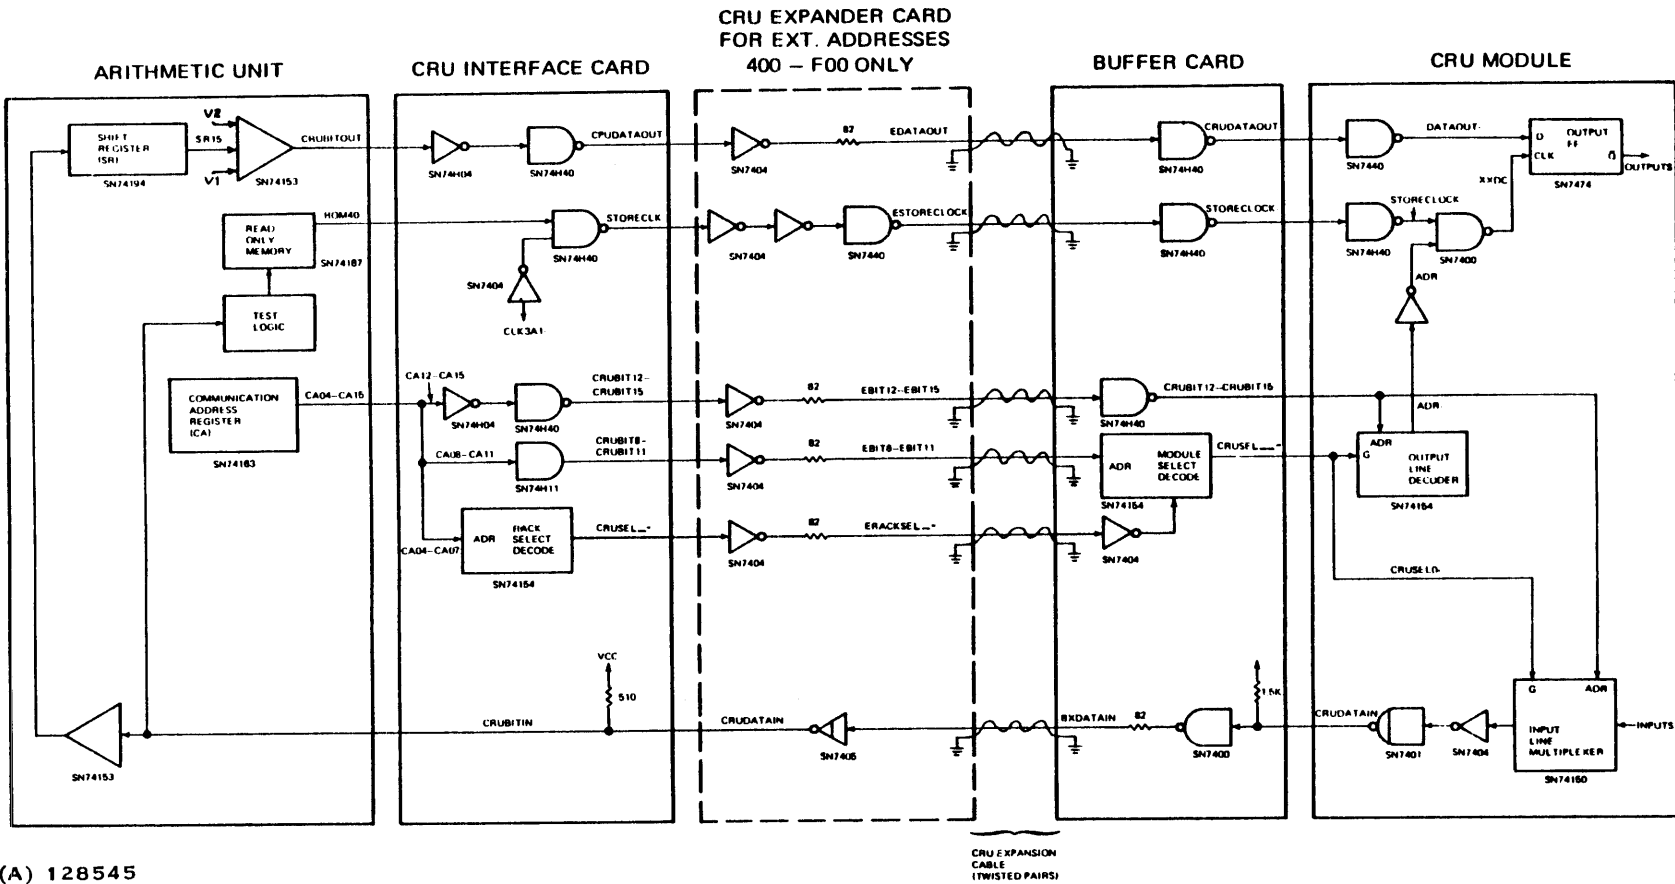 CRU EXPANDER CARD
FOR EXT. ADDRESSES
400 – F00 ONLY
ARITHMETIC UNIT
CRU INTERFACE CARD
BUFFER CARD
CRU MODULE
V2
SHIFT
REGISTER
(SR)
SR15
V1
SN74194
SN74153
CRUBITOUT
SN74H04
SN74H40
CPUDATAOUT
SN7404
82
EDATAOUT
SN74H40
CRUDATAOUT
SN7440
DATAOUT-
D
CLK
OUTPUT
FF
Q
SN7474
OUTPUTS
XXDC
ROM40
READ
ONLY
MEMORY
SN74187
TEST
LOGIC
STORECLK
SN74H40
SN7404
CLK3A1-
SN7404
SN7440
ESTORECLOCK
SN74H40
STORECLOCK
SN74H40
STORECLOCK
SN7400
ADR
COMMUNICATION
ADDRESS
REGISTER
(CA)
SN74163
CA04–CA15
CA12–CA15
SN74H04
SN74H40
CRUBIT12-
CRUBIT15
SN7404
82
EBIT12-EBIT15
SN74H40
CRUBIT12-CRUBIT15
ADR
CA08–CA11
SN74H11
CRUBIT8-
CRUBIT11
SN7404
82
EBIT8-EBIT11
ADR
MODULE
SELECT
DECODE
SN74154
CRUSEL__-
ADR
G
OUTPUT
LINE
DECODER
SN74154
CA04–CA07
ADR
RACK
SELECT
DECODE
SN74154
CRUSEL__-
SN7404
82
ERACKSEL__-
SN7404
CRUSEL0-
VCC
510
CRUBITIN
SN74153
CRUDATAIN
SN7405
BXDATAIN
82
SN7400
1.5K
CRUDATAIN
SN7401
SN7404
G
ADR
INPUT
LINE
MULTIPLEXER
SN74150
INPUTS
CRU EXPANSION
CABLE
(TWISTED PAIRS)
(A) 128545